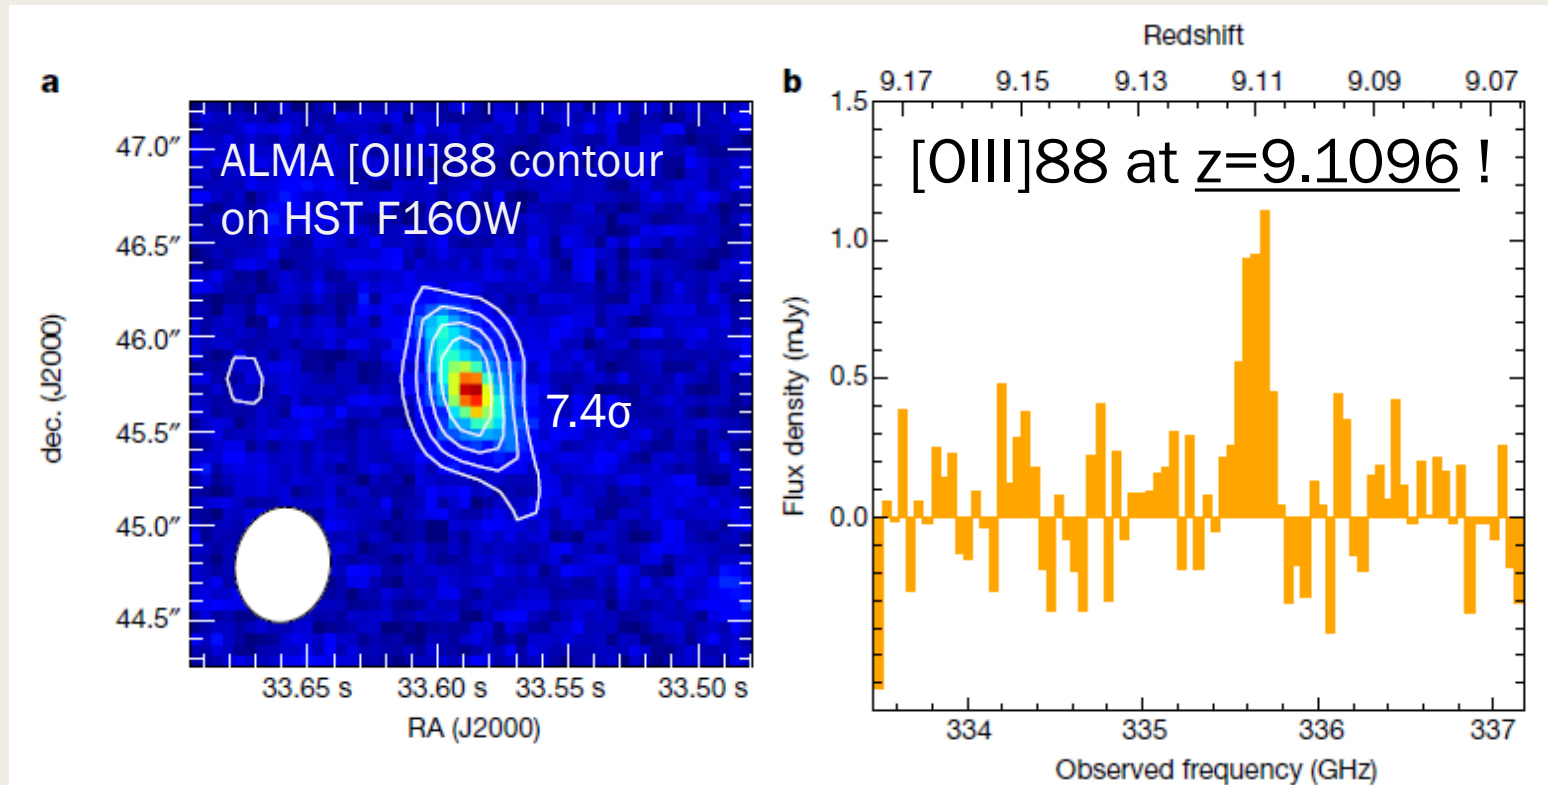 a
ALMA [OIII]88 contour
on HST F160W
7.4σ
47.0″
46.5″
46.0″
45.5″
45.0″
44.5″
dec. (J2000)
33.65 s 33.60 s 33.55 s 33.50 s
RA (J2000)
b
Redshift
9.17 9.15 9.13 9.11 9.09 9.07
[OIII]88 at z=9.1096 !
1.5
1.0
0.5
0.0
Flux density (mJy)
334 335 336 337
Observed frequency (GHz)